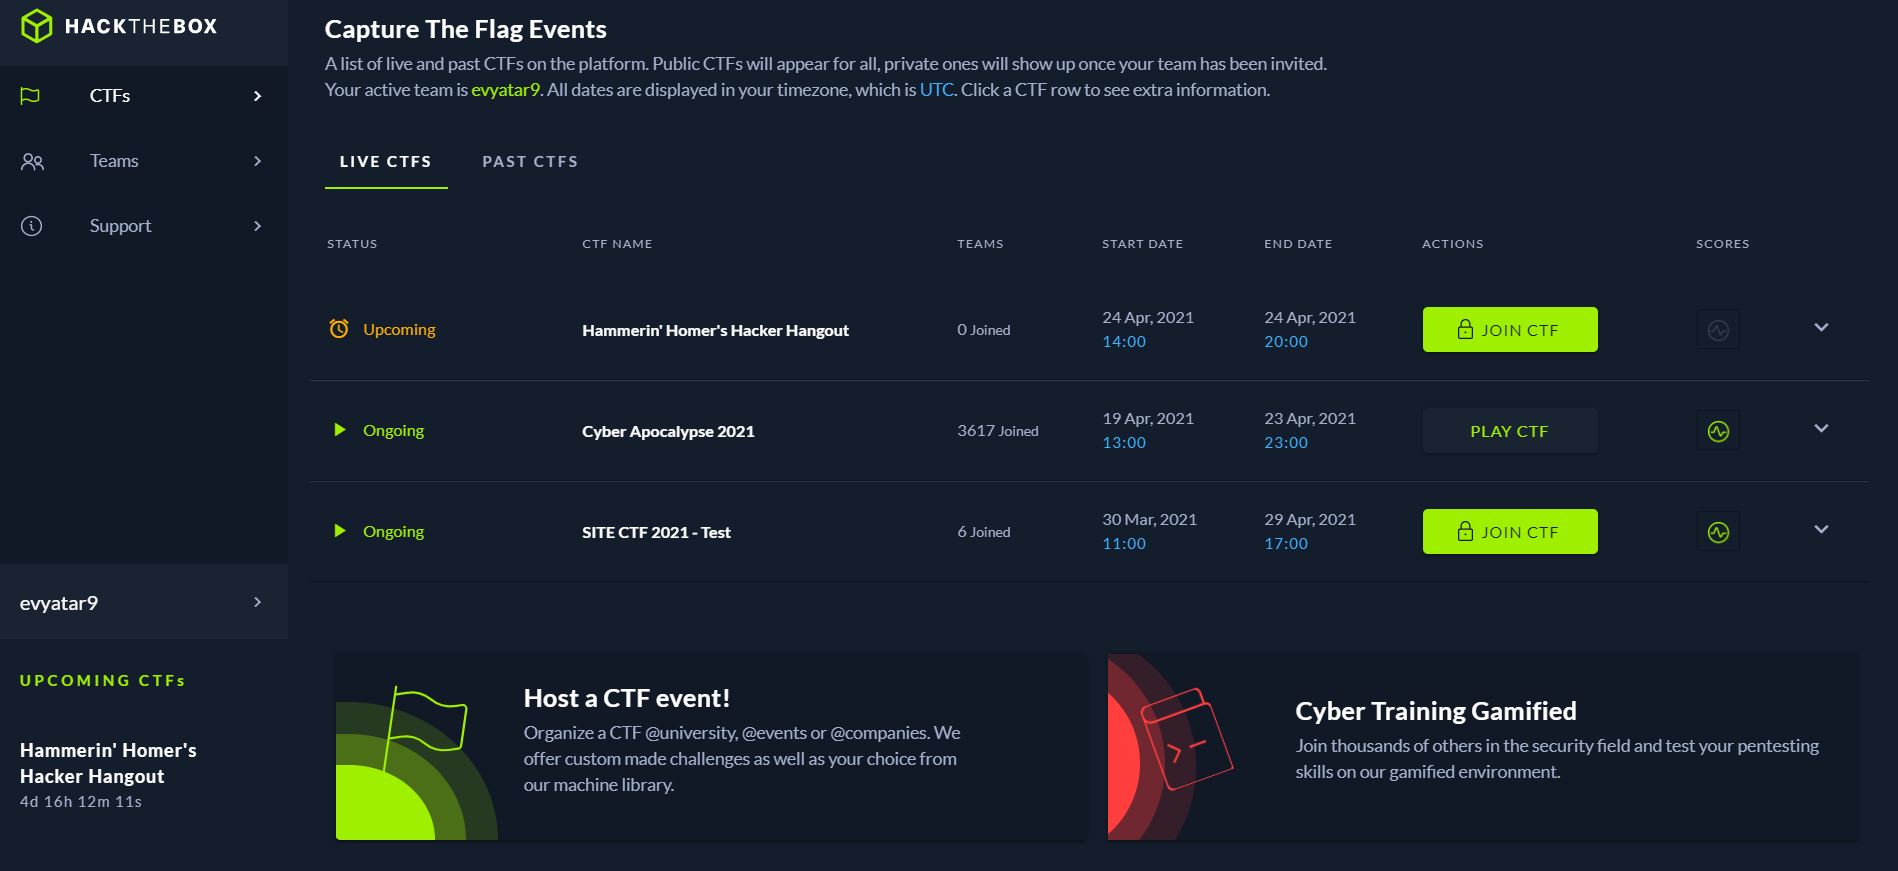 HACKTHEBOX
CTFs
Teams
Support
evyatar9
UPCOMING CTFs
Hammerin' Homer's
Hacker Hangout
4d 16h 12m 11s
Capture The Flag Events
A list of live and past CTFs on the platform. Public CTFs will appear for all, private ones will show up once your team has been invited.
Your active team is evyatar9. All dates are displayed in your timezone, which is UTC. Click a CTF row to see extra information.
LIVE CTFS PAST CTFS
STATUS CTF NAME TEAMS START DATE END DATE ACTIONS SCORES
Upcoming Hammerin' Homer's Hacker Hangout 0 Joined 24 Apr, 2021 14:00 24 Apr, 2021 20:00 JOIN CTF
Ongoing Cyber Apocalypse 2021 3617 Joined 19 Apr, 2021 13:00 23 Apr, 2021 23:00 PLAY CTF
Ongoing SITE CTF 2021 - Test 6 Joined 30 Mar, 2021 11:00 29 Apr, 2021 17:00 JOIN CTF
Host a CTF event!
Organize a CTF @university, @events or @companies. We
offer custom made challenges as well as your choice from
our machine library.
Cyber Training Gamified
Join thousands of others in the security field and test your pentesting
skills on our gamified environment.